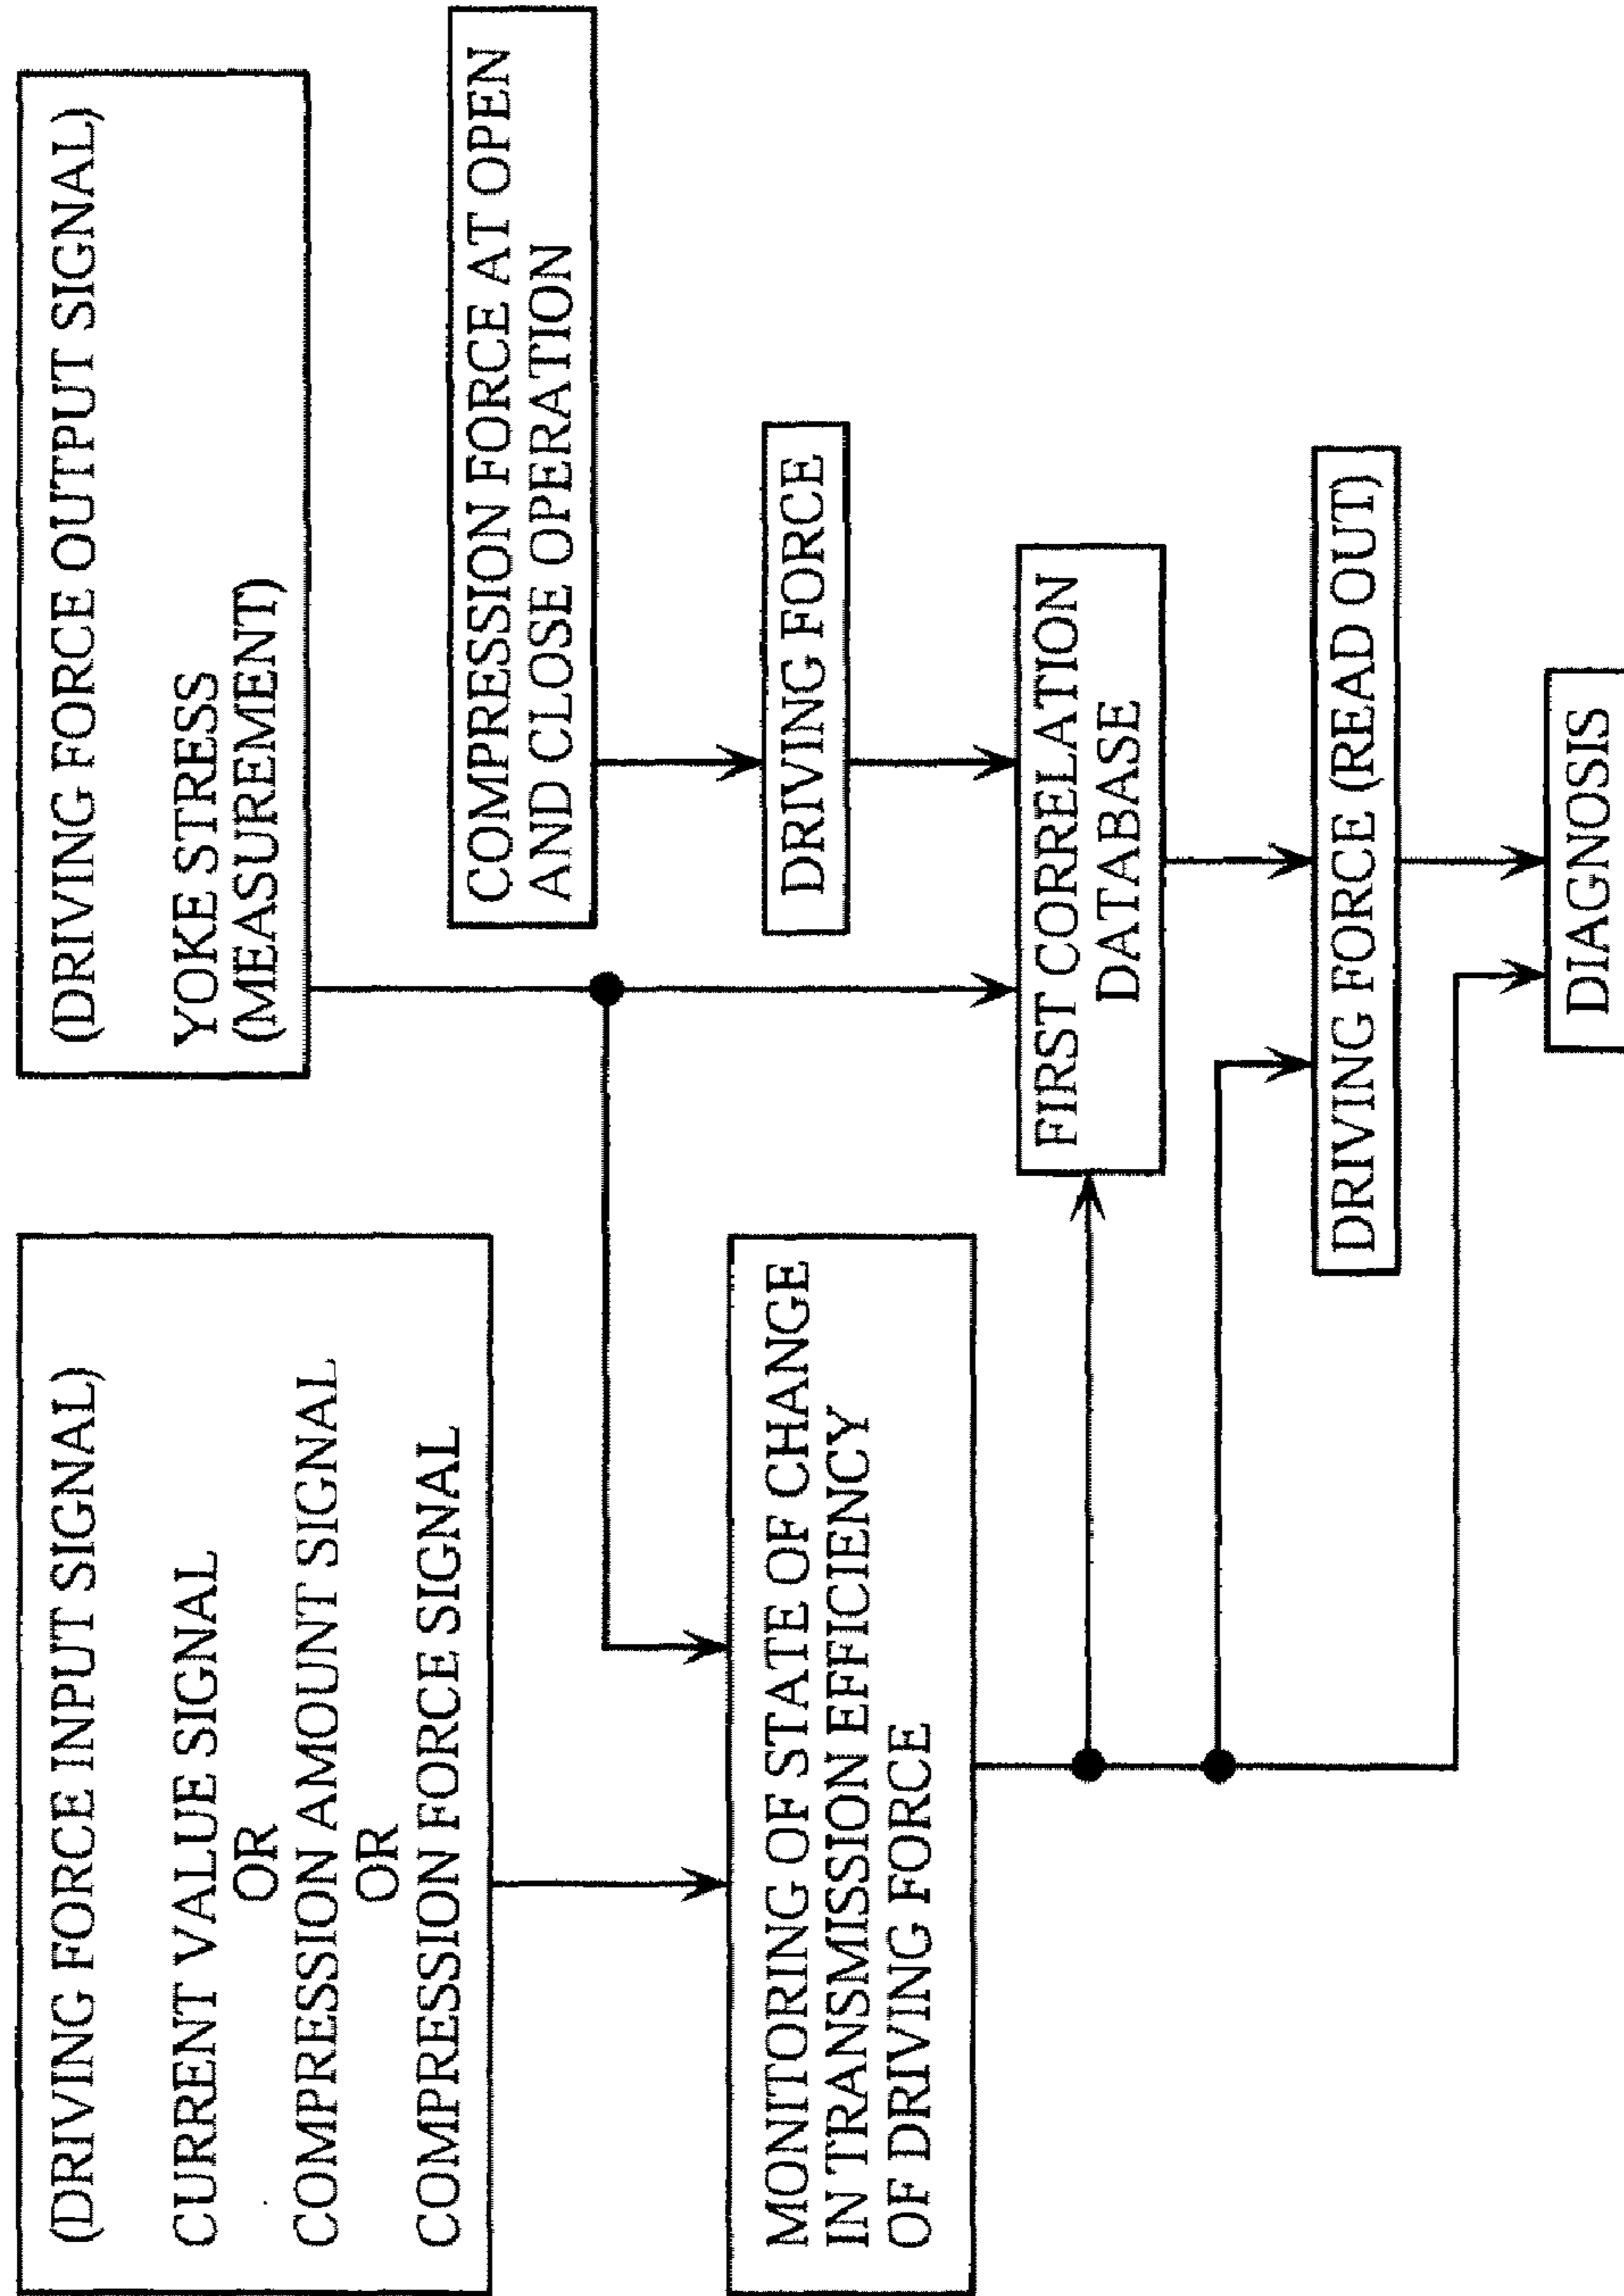 (DRIVING FORCE INPUT SIGNAL)
CURRENT VALUE SIGNAL
OR
COMPRESSION AMOUNT SIGNAL
OR
COMPRESSION FORCE SIGNAL
(DRIVING FORCE OUTPUT SIGNAL)
YOKE STRESS
(MEASUREMENT)
COMPRESSION FORCE AT OPEN
AND CLOSE OPERATION
MONITORING OF STATE OF CHANGE
IN TRANSMISSION EFFICIENCY
OF DRIVING FORCE
DRIVING FORCE
FIRST CORRELATION
DATABASE
DRIVING FORCE (READ OUT)
DIAGNOSIS